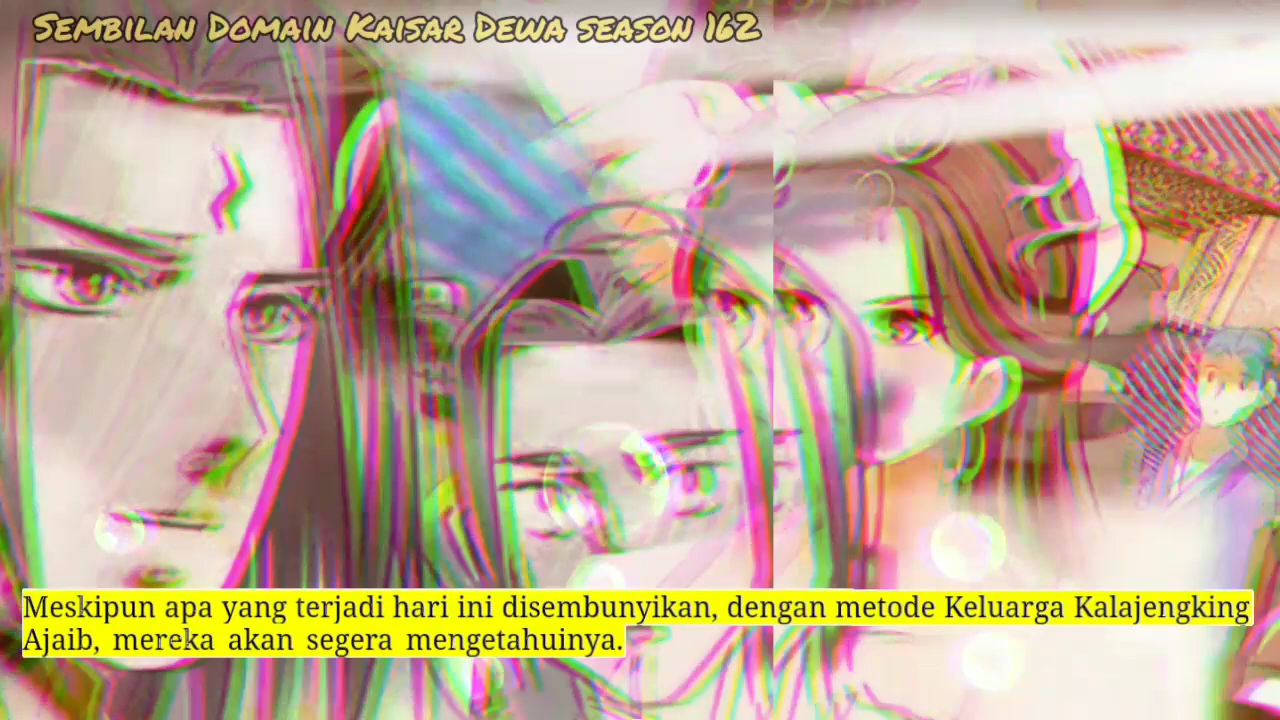 Sembilan Domain Kaisar Dewa season 162
Meskipun apa yang terjadi hari ini disembunyikan, dengan metode Keluarga Kalajengking
Ajaib, mereka akan segera mengetahuinya.